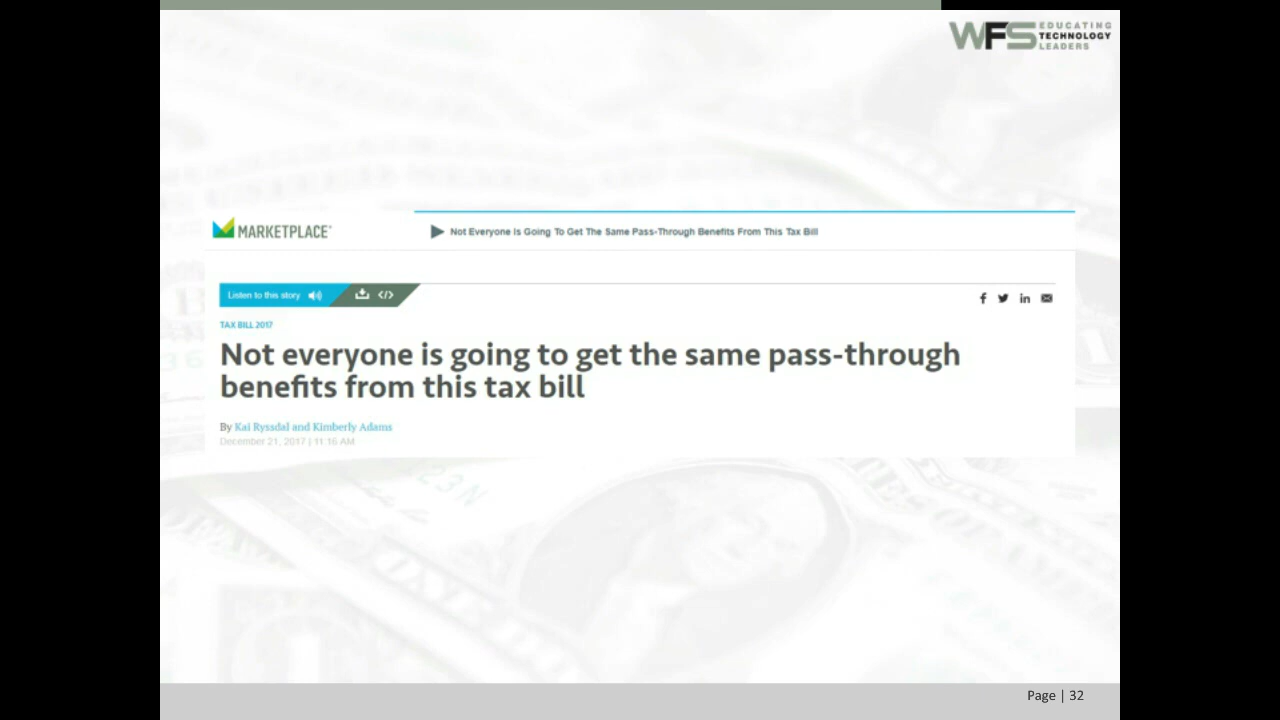 WFS EDUCATING
TECHNOLOGY
LEADERS
MARKETPLACE®
Not Everyone Is Going To Get The Same Pass-Through Benefits From This Tax Bill
Listen to this story
</>
TAX BILL 2017
Not everyone is going to get the same pass-through
benefits from this tax bill
By Kai Ryssdal and Kimberly Adams
December 21, 2017 | 11:16 AM
23N
Page | 32